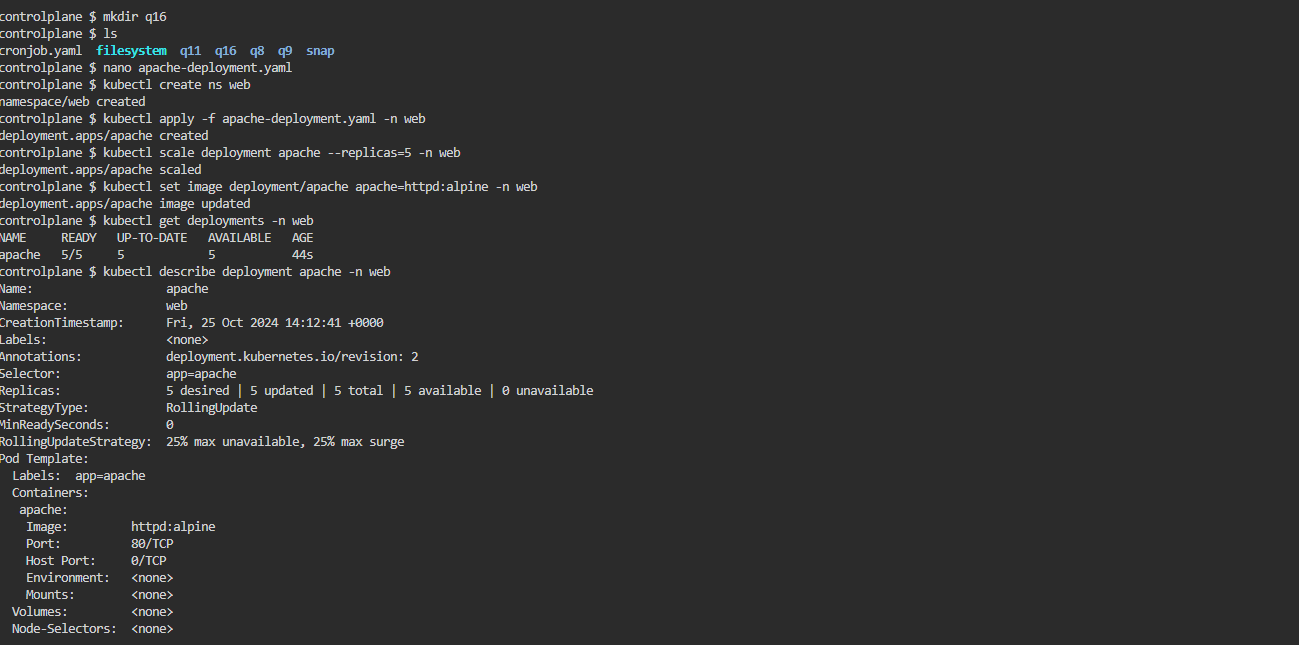 controlplane $ mkdir q16
controlplane $ ls
cronjob.yaml  filesystem  q11  q16  q8  q9  snap
controlplane $ nano apache-deployment.yaml
controlplane $ kubectl create ns web
namespace/web created
controlplane $ kubectl apply -f apache-deployment.yaml -n web
deployment.apps/apache created
controlplane $ kubectl scale deployment apache --replicas=5 -n web
deployment.apps/apache scaled
controlplane $ kubectl set image deployment/apache apache=httpd:alpine -n web
deployment.apps/apache image updated
controlplane $ kubectl get deployments -n web
NAME     READY   UP-TO-DATE   AVAILABLE   AGE
apache   5/5     5            5           44s
controlplane $ kubectl describe deployment apache -n web
Name:                   apache
Namespace:              web
CreationTimestamp:      Fri, 25 Oct 2024 14:12:41 +0000
Labels:                 <none>
Annotations:            deployment.kubernetes.io/revision: 2
Selector:               app=apache
Replicas:               5 desired | 5 updated | 5 total | 5 available | 0 unavailable
StrategyType:           RollingUpdate
MinReadySeconds:        0
RollingUpdateStrategy:  25% max unavailable, 25% max surge
Pod Template:
  Labels:  app=apache
  Containers:
   apache:
    Image:         httpd:alpine
    Port:          80/TCP
    Host Port:     0/TCP
    Environment:   <none>
    Mounts:        <none>
  Volumes:         <none>
  Node-Selectors:  <none>